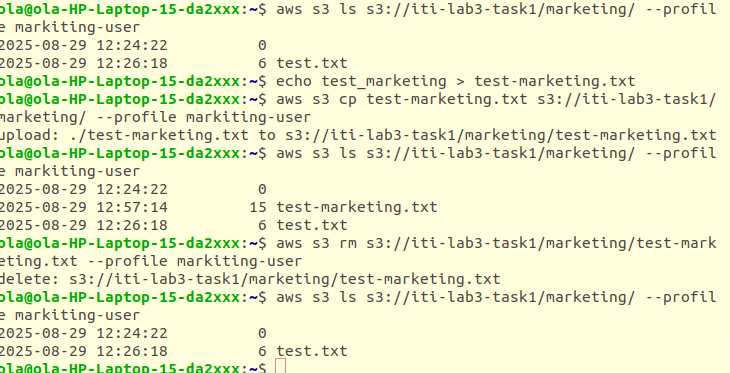 ola@ola-HP-Laptop-15-da2xxx:~$ aws s3 ls s3://iti-lab3-task1/marketing/ --profil
e markiting-user
2025-08-29 12:24:22          0
2025-08-29 12:26:18          6 test.txt
ola@ola-HP-Laptop-15-da2xxx:~$ echo test_marketing > test-marketing.txt
ola@ola-HP-Laptop-15-da2xxx:~$ aws s3 cp test-marketing.txt s3://iti-lab3-task1/
marketing/ --profile markiting-user
upload: ./test-marketing.txt to s3://iti-lab3-task1/marketing/test-marketing.txt
ola@ola-HP-Laptop-15-da2xxx:~$ aws s3 ls s3://iti-lab3-task1/marketing/ --profil
e markiting-user
2025-08-29 12:24:22          0
2025-08-29 12:57:14         15 test-marketing.txt
2025-08-29 12:26:18          6 test.txt
ola@ola-HP-Laptop-15-da2xxx:~$ aws s3 rm s3://iti-lab3-task1/marketing/test-mark
eting.txt --profile markiting-user
delete: s3://iti-lab3-task1/marketing/test-marketing.txt
ola@ola-HP-Laptop-15-da2xxx:~$ aws s3 ls s3://iti-lab3-task1/marketing/ --profil
e markiting-user
2025-08-29 12:24:22          0
2025-08-29 12:26:18          6 test.txt
ola@ola-HP-Laptop-15-da2xxx:~$